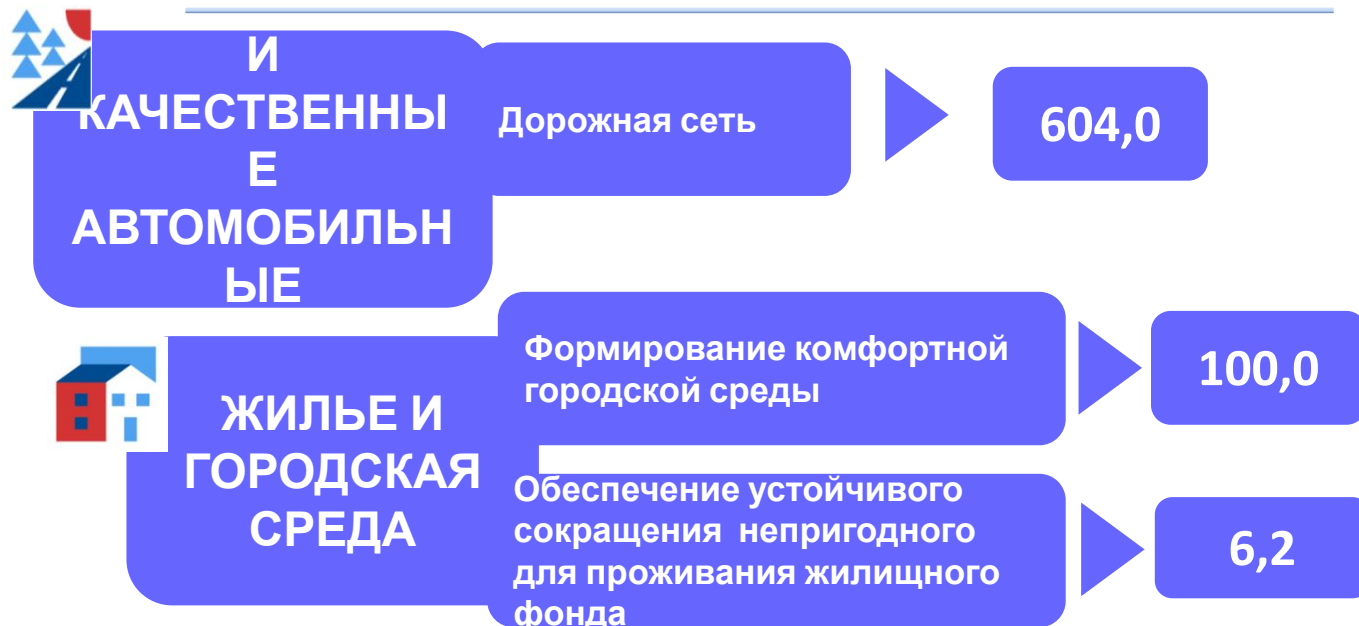 И
КАЧЕСТВЕННЫ
Е
АВТОМОБИЛЬН
ЫЕ
Дорожная сеть
604,0
ЖИЛЬЕ И
ГОРОДСКАЯ
СРЕДА
Формирование комфортной
городской среды
100,0
Обеспечение устойчивого
сокращения непригодного
для проживания жилищного
фонда
6,2